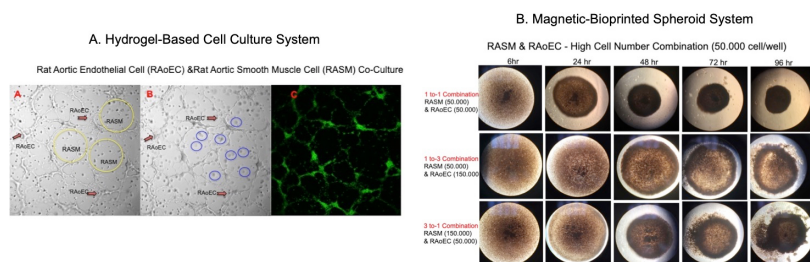 A. Hydrogel-Based Cell Culture System
Rat Aortic Endothelial Cell (RAoEC) &Rat Aortic Smooth Muscle Cell (RASM) Co-Culture
A.
RAoEC
RASM
RAoEC
RASM
RASM
RAoEC
B
RAoEC
RAoEC
RAoEC
C
B. Magnetic-Bioprinted Spheroid System
RASM & RAoEC - High Cell Number Combination (50.000 cell/well)
6hr
24 hr
48 hr
72 hr
96 hr
1 to-1 Combination
RASM (50.000)
& RAoEC (50.000)
1 to-3 Combination
RASM (50.000)
& RAoEC (150.000)
3 to-1 Combination
RASM (150.000)
& RAoEC (50.000)